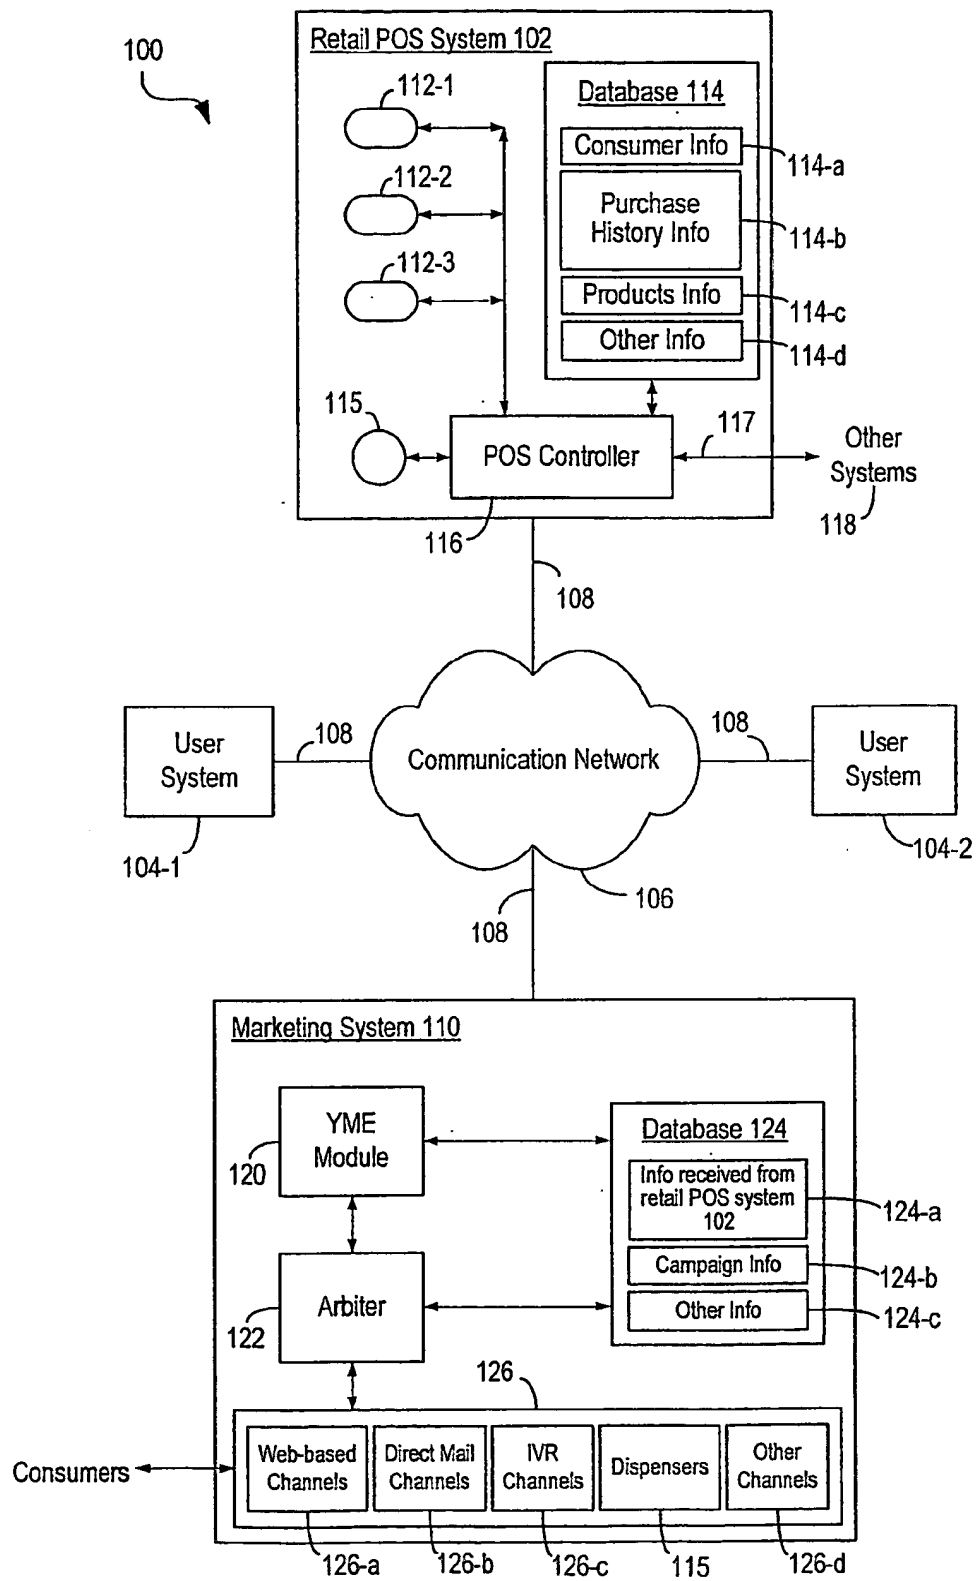 100
Retail POS System 102
112-1
112-2
112-3
Database 114
Consumer Info
114-a
Purchase
History Info
114-b
Products Info
114-c
Other Info
114-d
115
POS Controller
117
Other
Systems
118
116
108
User
System
104-1
108
Communication Network
108
User
System
104-2
106
108
Marketing System 110
YME
Module
120
Database 124
Info received from
retail POS system
102
124-a
Campaign Info
124-b
Other Info
124-c
Arbiter
122
126
Consumers
Web-based
Channels
Direct Mail
Channels
IVR
Channels
Dispensers
Other
Channels
126-a
126-b
126-c
115
126-d